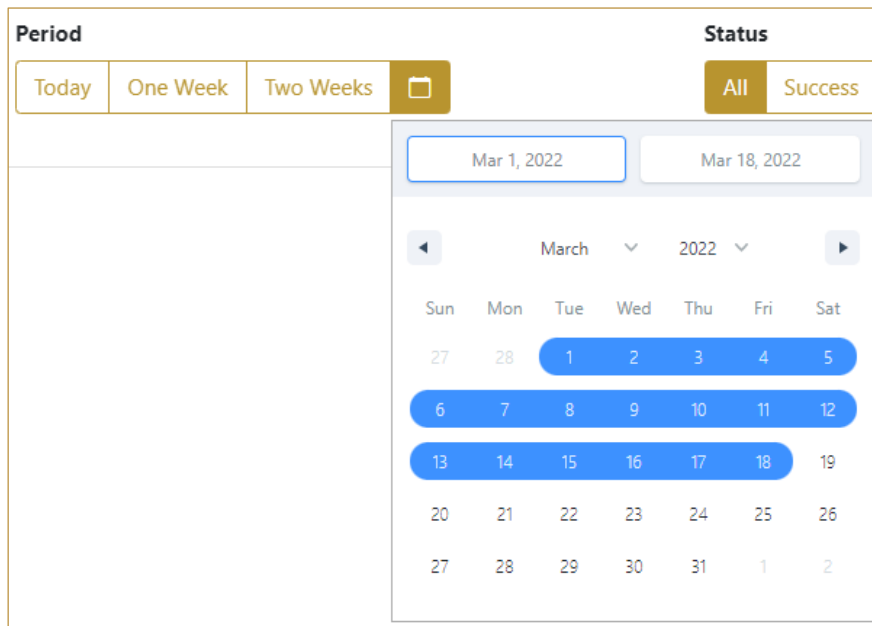 Period
Status
Today One Week Two Weeks
All Success
Mar 1, 2022 Mar 18, 2022
March 2022
Sun Mon Tue Wed Thu Fri Sat
27 28 1 2 3 4 5
6 7 8 9 10 11 12
13 14 15 16 17 18 19
20 21 22 23 24 25 26
27 28 29 30 31 1 2